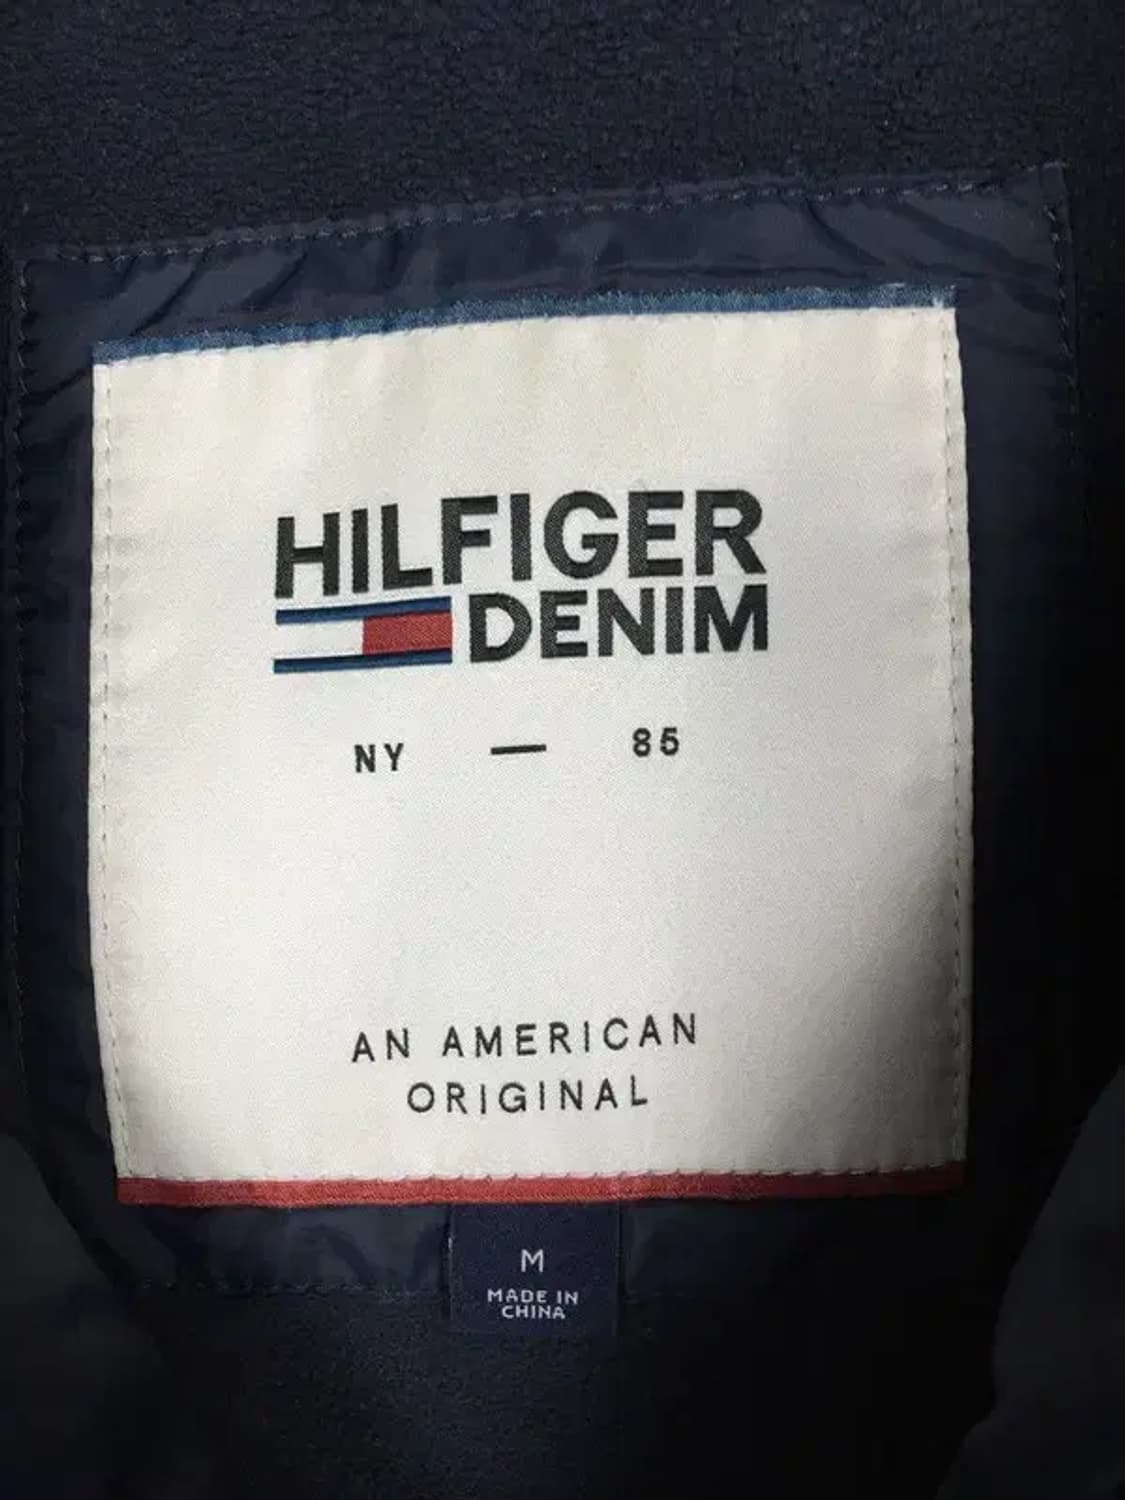 HILFIGER
DENIM
NY — 85
AN AMERICAN
ORIGINAL
M
MADE IN
CHINA